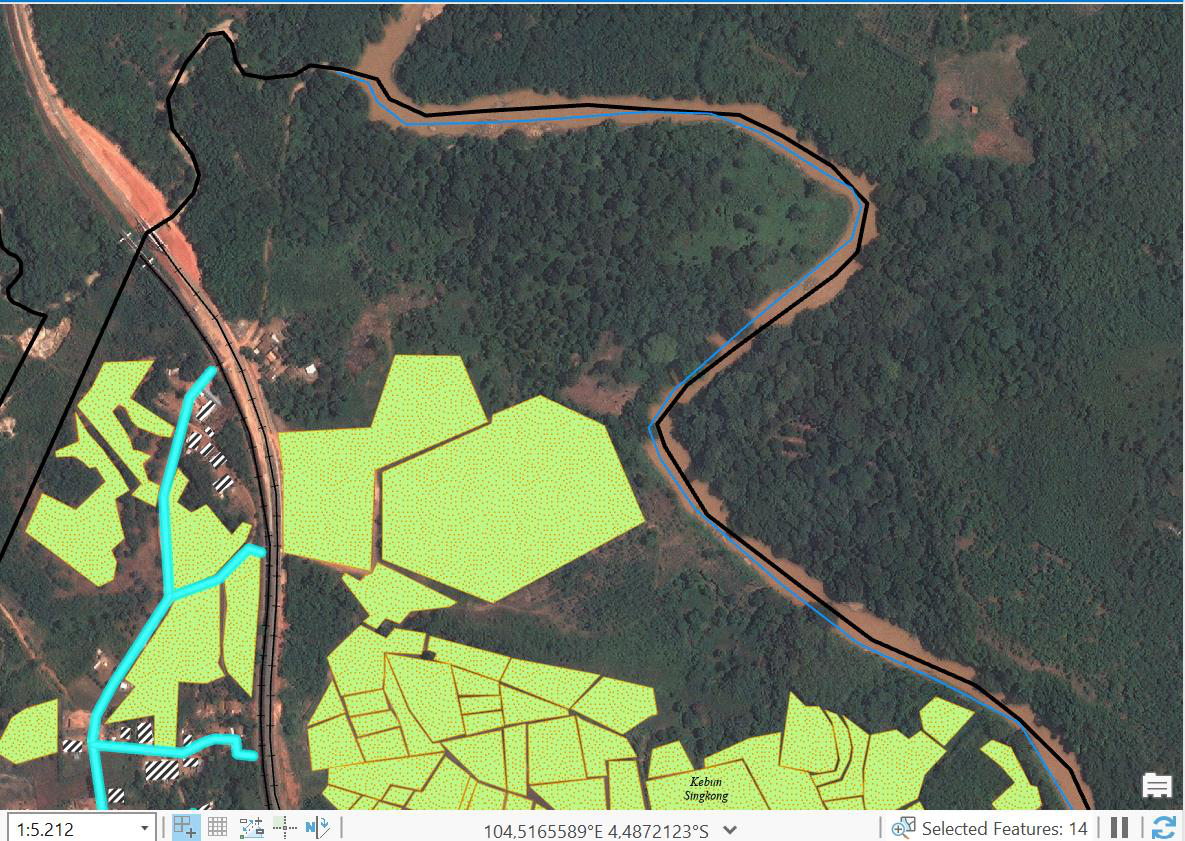 Kebun
Singkong
1:5.212
104,5165589°E 4,4872123°S
Selected Features: 14